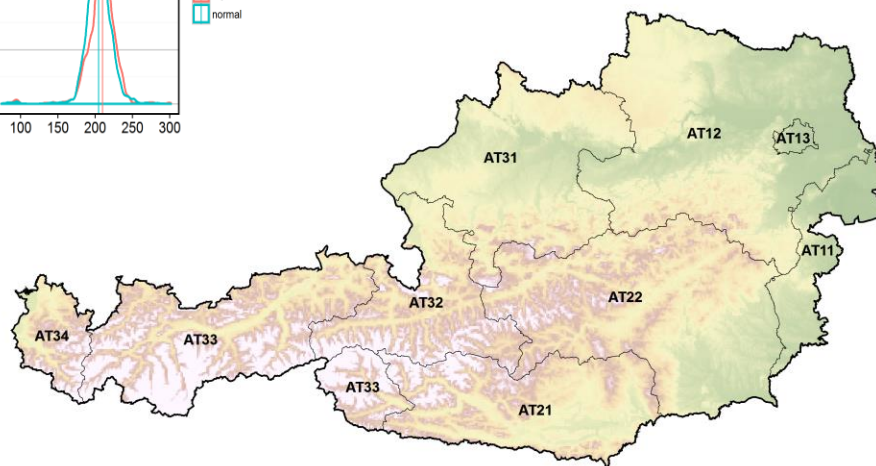 normal
100 150 200 250 300
AT12
AT13
AT31
AT11
AT22
AT32
AT34
AT33
AT33
AT21